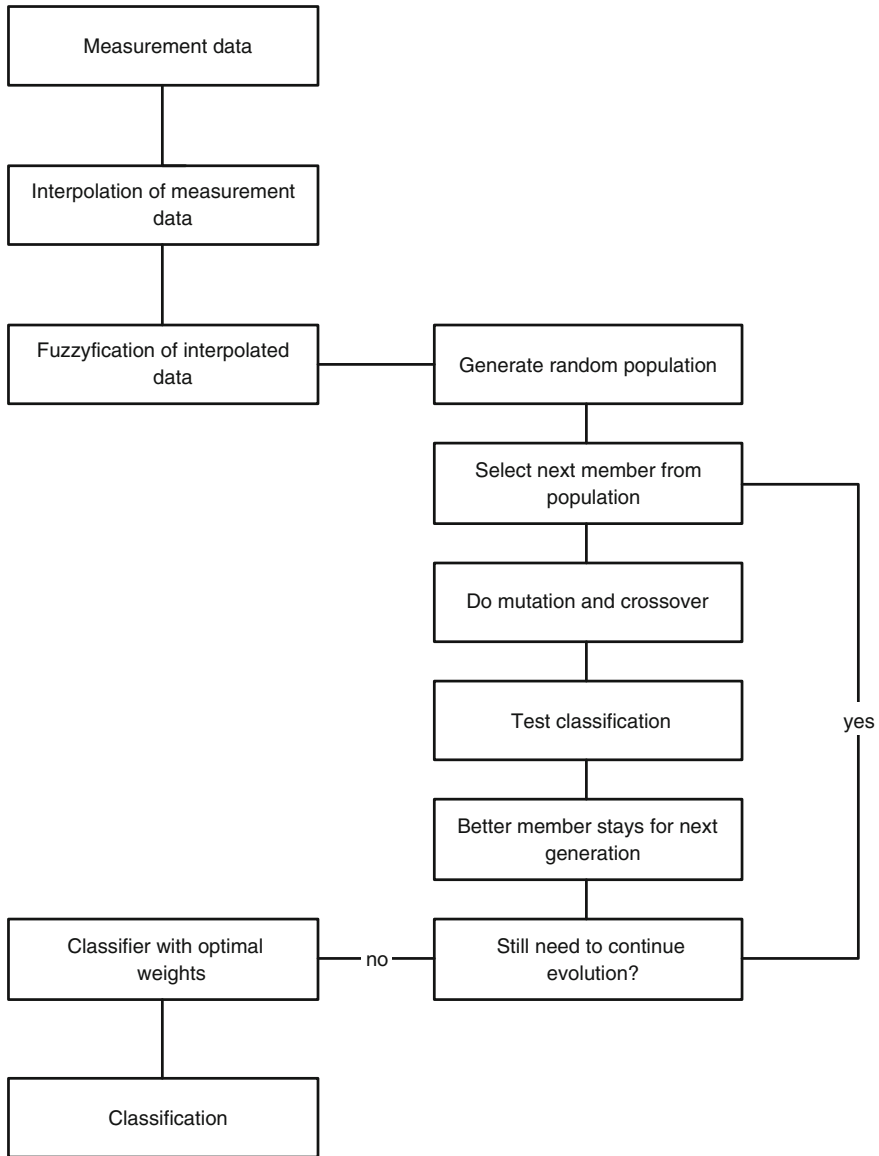 Measurement data
Interpolation of measurement
data
Fuzzyfication of interpolated
data
Generate random population
Select next member from
population
Do mutation and crossover
Test classification
yes
Better member stays for next
generation
Still need to continue
evolution?
no
Classifier with optimal
weights
Classification